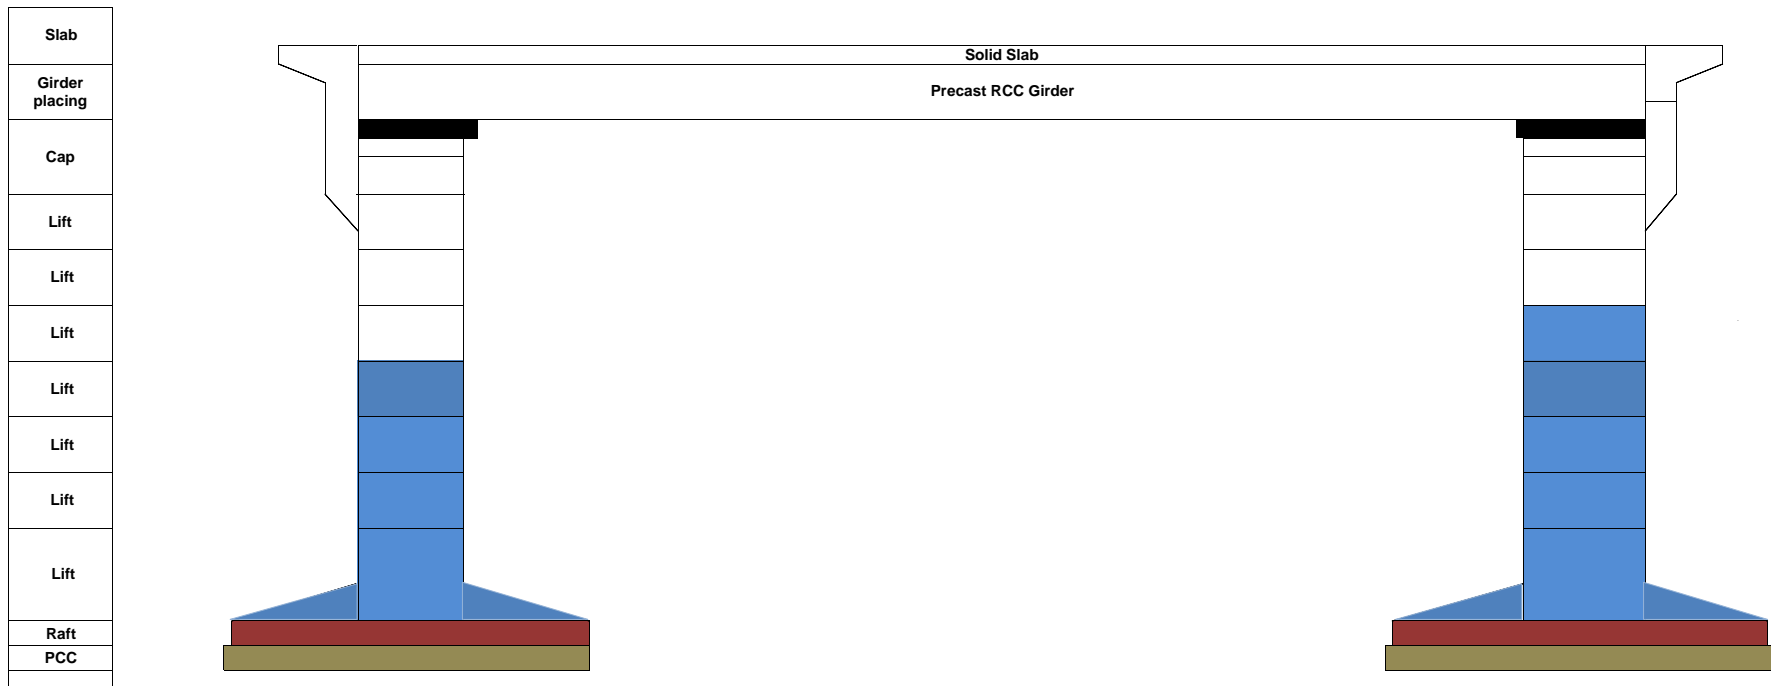 Slab
Solid Slab
Girder
placing
Precast RCC Girder
Cap
Lift
Lift
Lift
Lift
Lift
Lift
Lift
Raft
PCC